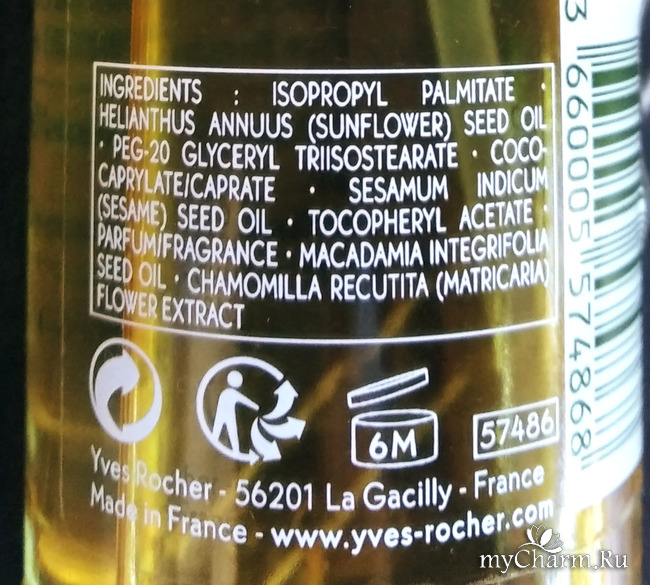 INGREDIENTS : ISOPROPYL PALMITATE ·
HELIANTHUS ANNUUS (SUNFLOWER) SEED OIL
· PEG-20 GLYCERYL TRIISOSTEARATE · COCO-
CAPRYLATE/CAPRATE · SESAMUM INDICUM
(SESAME) SEED OIL · TOCOPHERYL ACETATE ·
PARFUM/FRAGRANCE · MACADAMIA INTEGRIFOLIA
SEED OIL · CHAMOMILLA RECUTITA (MATRICARIA)
FLOWER EXTRACT
6M
57486
Yves Rocher - 56201 La Gacilly - France
Made in France - www.yves-rocher.com
3 660005 574868
myCharm.Ru